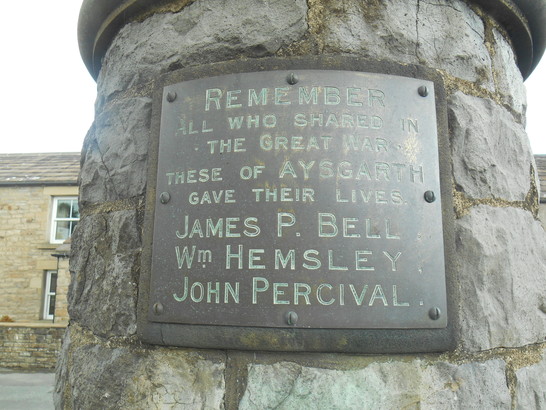 REMEMBER
ALL WHO SHARED IN
· THE GREAT WAR ·
THESE OF AYSGARTH
GAVE THEIR LIVES.
JAMES P. BELL
Wm HEMSLEY
JOHN PERCIVAL.